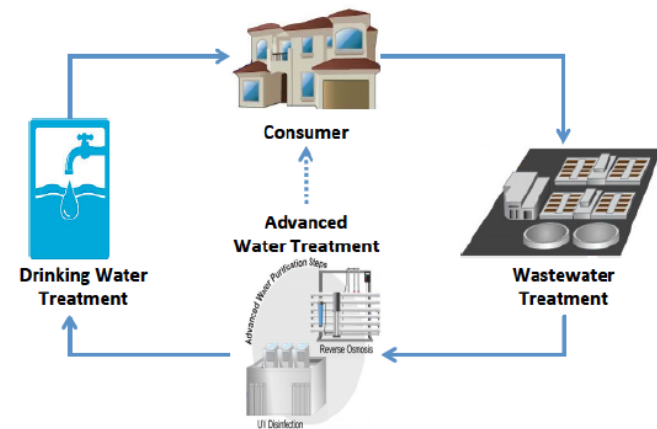 Consumer
Advanced
Water Treatment
Drinking Water
Treatment
Wastewater
Treatment
Advanced Water Purification Steps
Reverse Osmosis
UV Disinfection